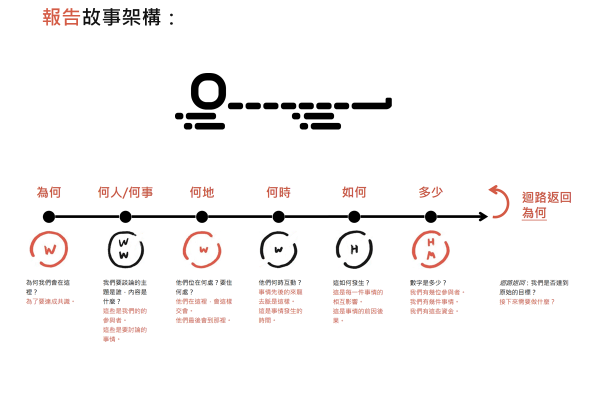 報告故事架構：
為何
何人/何事
何地
何時
如何
多少
迴路返回
為何
W
W
W
W
W
H
H
M
為何我們會在這
裡？
為了要達成共識。
我們要談論的主
題是誰，內容是
什麼？
這些是我們的的
參與者。
這些是要討論的
事情。
他們位在何處？要往
何處？
他們在這裡，會這樣
交會，
他們最後會到那裡。
他們何時互動？
事情先後的來龍
去脈是這樣。
這是事情發生的
時間。
這如何發生？
這是每一件事情的
相互影響。
這是事情的前因後
果。
數字是多少？
我們有幾位參與者。
我們有幾件事情。
我們有這些資金。
迴路返回：我們是否達到
原始的目標？
接下來需要做什麼？